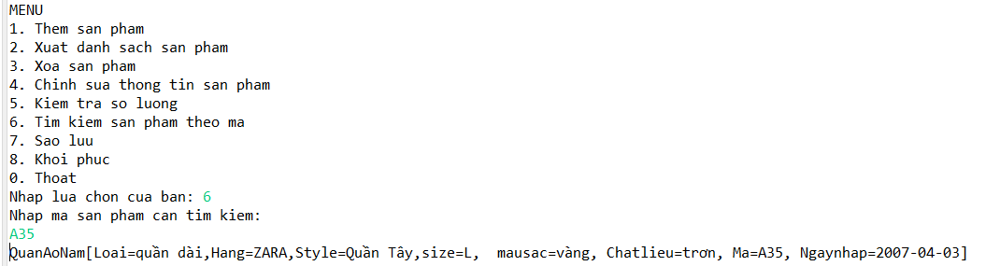 MENU
1. Them san pham
2. Xuat danh sach san pham
3. Xoa san pham
4. Chinh sua thong tin san pham
5. Kiem tra so luong
6. Tim kiem san pham theo ma
7. Sao luu
8. Khoi phuc
0. Thoat
Nhap lua chon cua ban: 6
Nhap ma san pham can tim kiem:
A35
QuanAoNam[Loai=quần dài,Hang=ZARA,Style=Quần Tây,size=L,  mausac=vàng, Chatlieu=trơn, Ma=A35, Ngaynhap=2007-04-03]